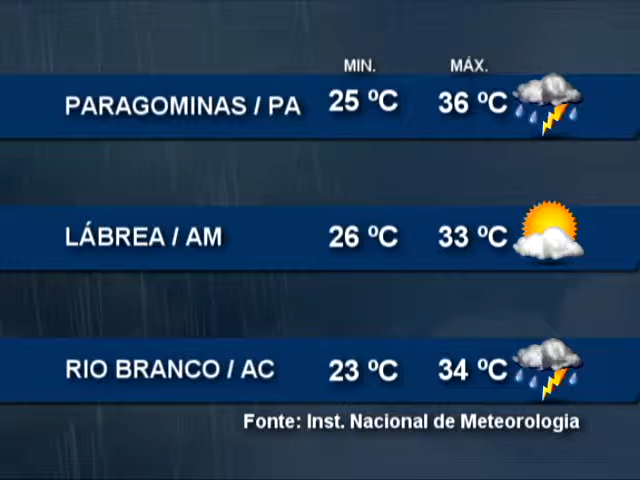 MIN. MÁX.
PARAGOMINAS / PA 25 ºC 36 ºC
LÁBREA / AM 26 ºC 33 ºC
RIO BRANCO / AC 23 ºC 34 ºC
Fonte: Inst. Nacional de Meteorologia